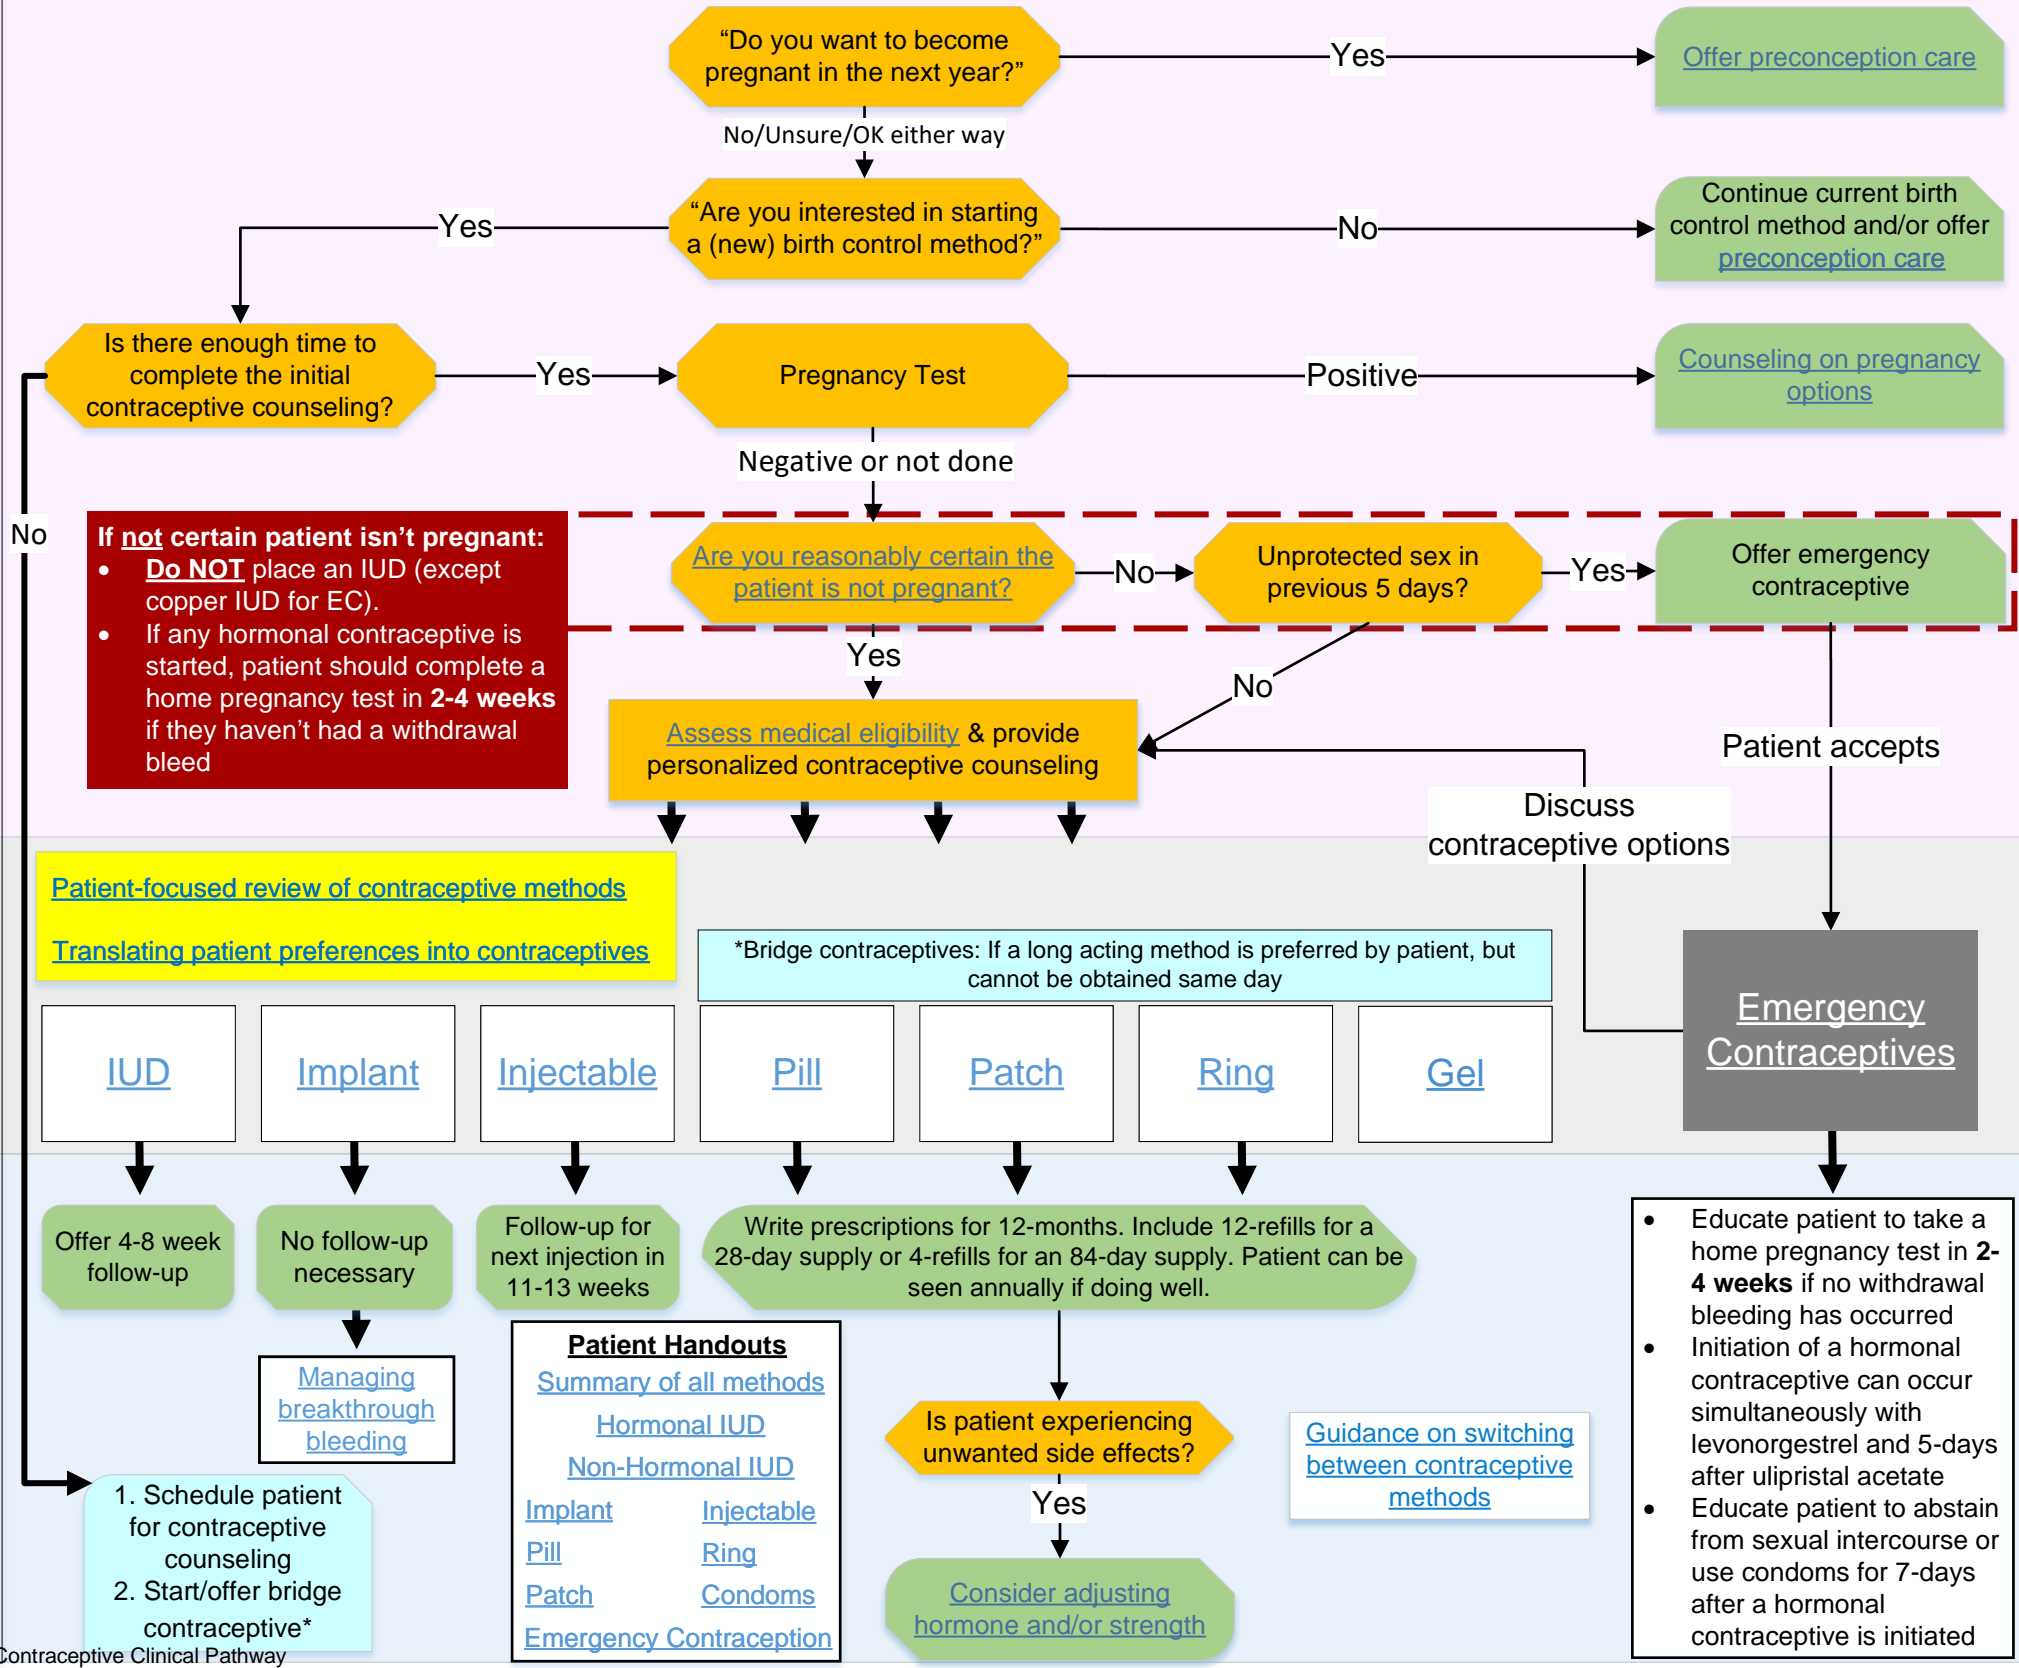 “Do you want to become
pregnant in the next year?”
Yes
Offer preconception care
No/Unsure/OK either way
“Are you interested in starting
a (new) birth control method?”
Yes
No
Continue current birth
control method and/or offer
preconception care
Is there enough time to
complete the initial
contraceptive counseling?
Yes
Pregnancy Test
Positive
Counseling on pregnancy
options
Negative or not done
No
If not certain patient isn’t pregnant:
• Do NOT place an IUD (except
copper IUD for EC).
• If any hormonal contraceptive is
started, patient should complete a
home pregnancy test in 2-4 weeks
if they haven’t had a withdrawal
bleed
Are you reasonably certain the
patient is not pregnant?
No
Unprotected sex in
previous 5 days?
Yes
Offer emergency
contraceptive
Yes
No
Assess medical eligibility & provide
personalized contraceptive counseling
Patient accepts
Discuss
contraceptive options
Patient-focused review of contraceptive methods
Translating patient preferences into contraceptives
*Bridge contraceptives: If a long acting method is preferred by patient, but
cannot be obtained same day
IUD
Implant
Injectable
Pill
Patch
Ring
Gel
Emergency
Contraceptives
Offer 4-8 week
follow-up
No follow-up
necessary
Follow-up for
next injection in
11-13 weeks
Write prescriptions for 12-months. Include 12-refills for a
28-day supply or 4-refills for an 84-day supply. Patient can be
seen annually if doing well.
Managing
breakthrough
bleeding
Patient Handouts
Summary of all methods
Hormonal IUD
Non-Hormonal IUD
Implant Injectable
Pill Ring
Patch Condoms
Emergency Contraception
Is patient experiencing
unwanted side effects?
Yes
Consider adjusting
hormone and/or strength
Guidance on switching
between contraceptive
methods
• Educate patient to take a
home pregnancy test in 2-
4 weeks if no withdrawal
bleeding has occurred
• Initiation of a hormonal
contraceptive can occur
simultaneously with
levonorgestrel and 5-days
after ulipristal acetate
• Educate patient to abstain
from sexual intercourse or
use condoms for 7-days
after a hormonal
contraceptive is initiated
1. Schedule patient
for contraceptive
counseling
2. Start/offer bridge
contraceptive*
Contraceptive Clinical Pathway